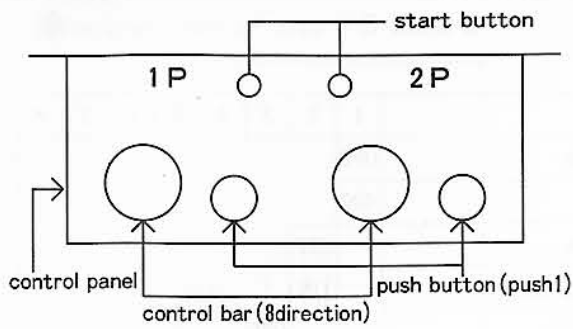 start button
1P
2P
control panel
push button(push1)
control bar(8direction)